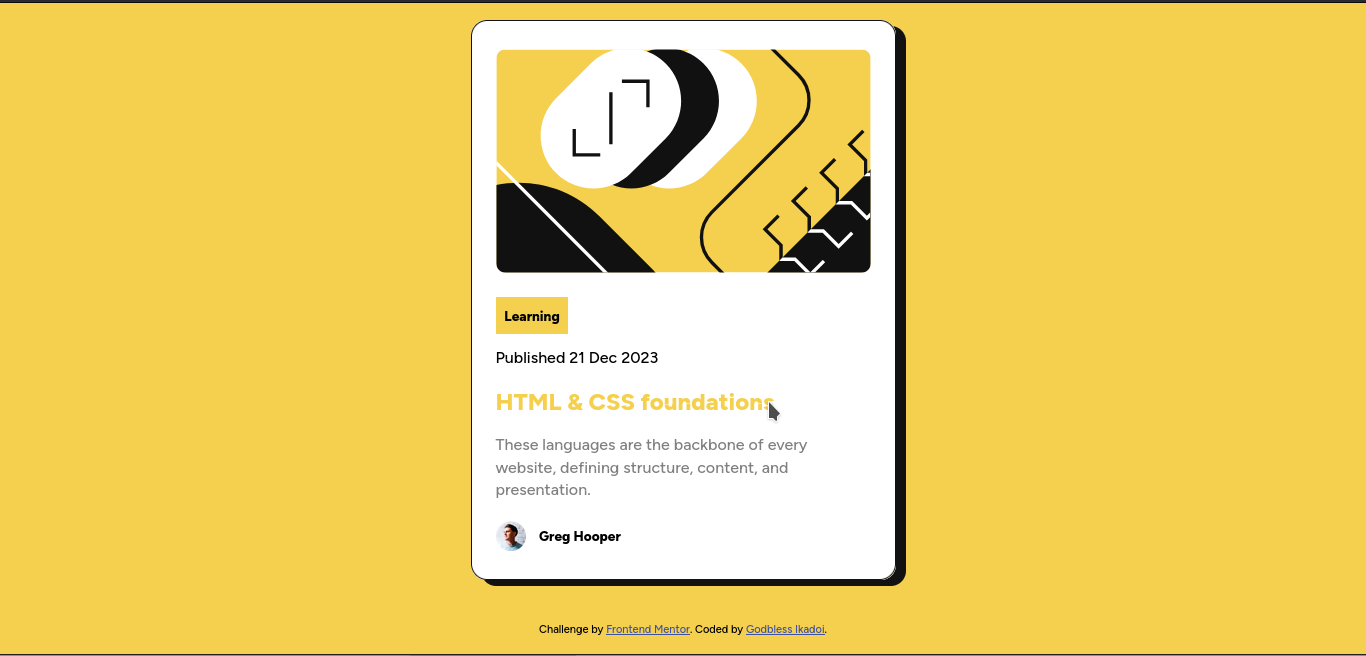 Learning
Published 21 Dec 2023
HTML & CSS foundations
These languages are the backbone of every
website, defining structure, content, and
presentation.
Greg Hooper
Challenge by Frontend Mentor. Coded by Godbless Ikadoi.